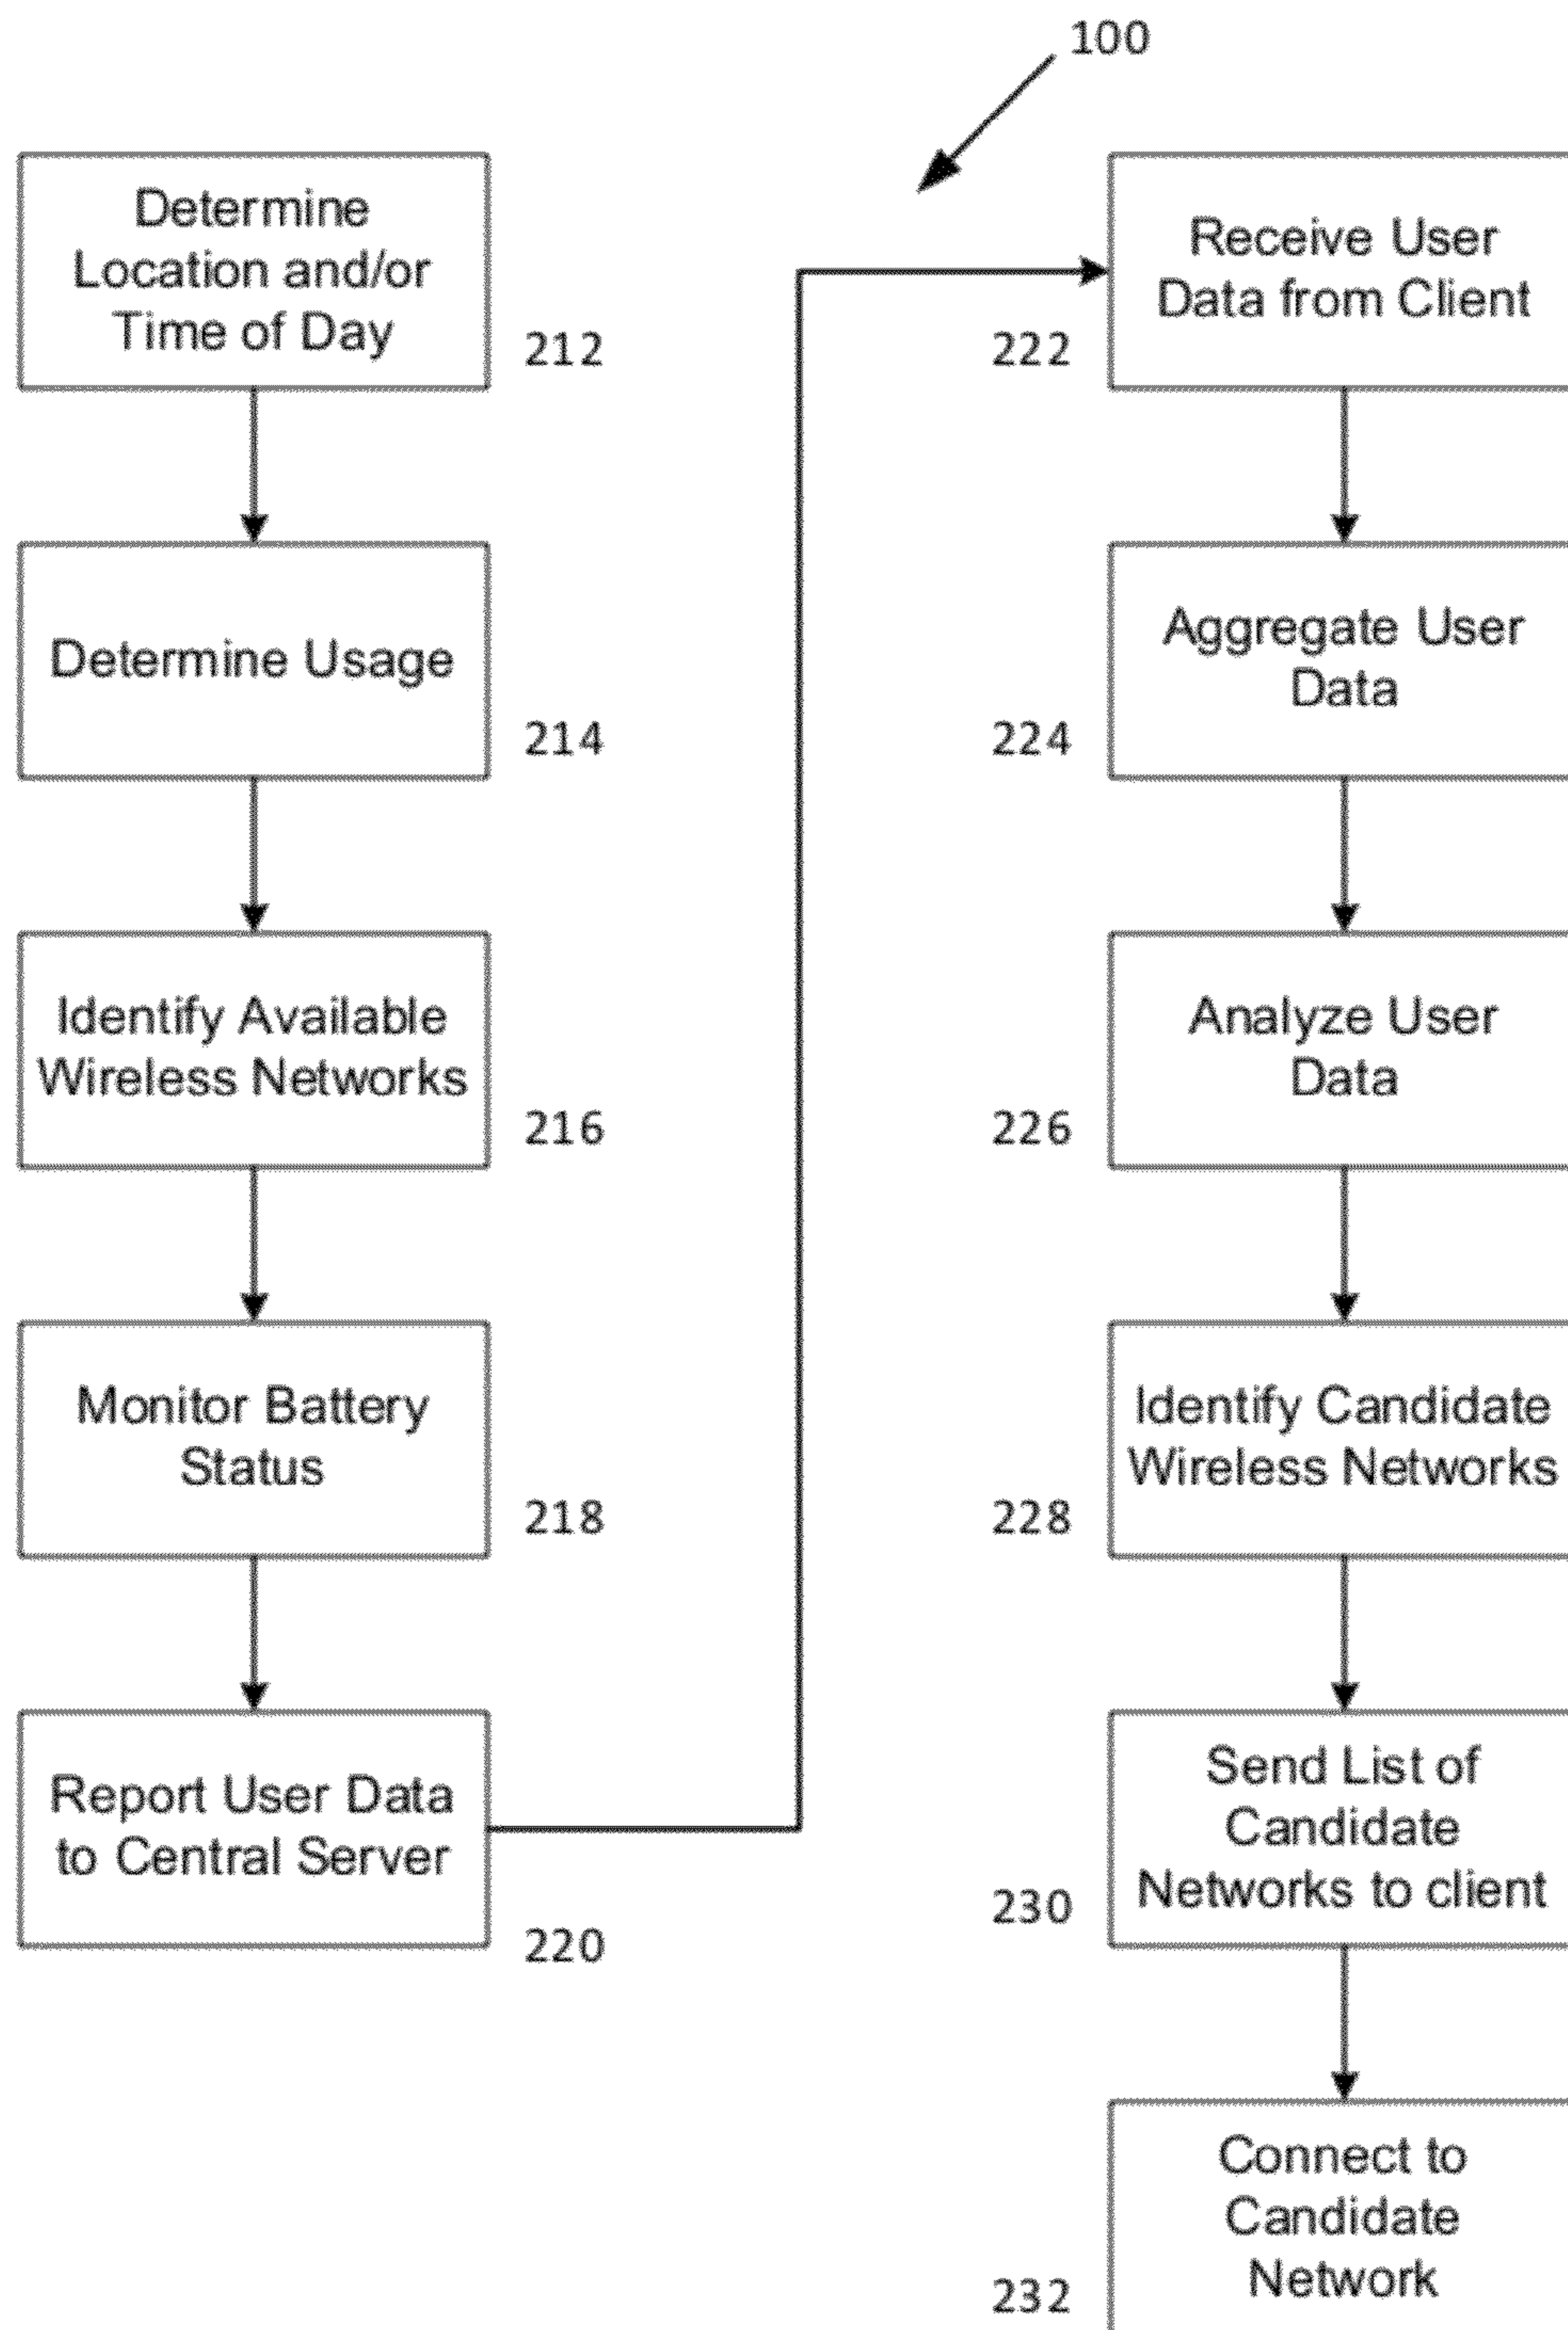 100
Determine
Location and/or
Time of Day
212
Determine Usage
214
Identify Available
Wireless Networks
216
Monitor Battery
Status
218
Report User Data
to Central Server
220
Receive User
Data from Client
222
Aggregate User
Data
224
Analyze User
Data
226
Identify Candidate
Wireless Networks
228
Send List of
Candidate
Networks to client
230
Connect to
Candidate
Network
232